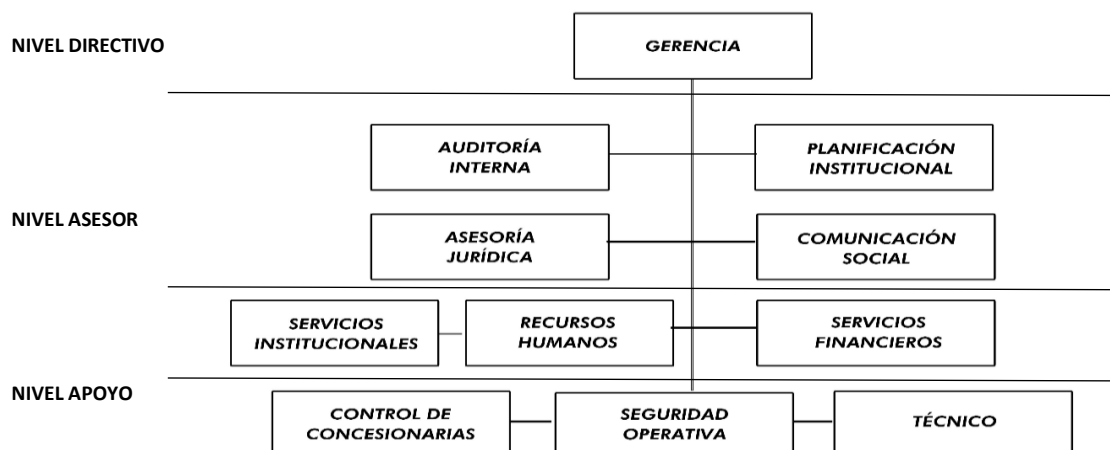 NIVEL DIRECTIVO
GERENCIA
AUDITORÍA
INTERNA
PLANIFICACIÓN
INSTITUCIONAL
NIVEL ASESOR
ASESORÍA
JURÍDICA
COMUNICACIÓN
SOCIAL
SERVICIOS
INSTITUCIONALES
RECURSOS
HUMANOS
SERVICIOS
FINANCIEROS
NIVEL APOYO
CONTROL DE
CONCESIONARIAS
SEGURIDAD
OPERATIVA
TÉCNICO